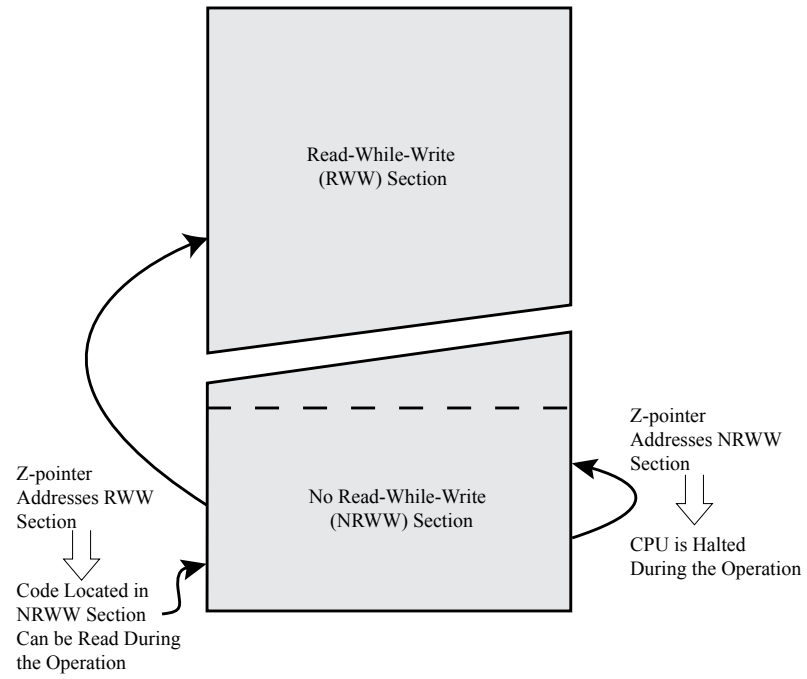 Read-While-Write
(RWW) Section
Z-pointer
Addresses NRWW
Section
Z-pointer
Addresses RWW
Section
No Read-While-Write
(NRWW) Section
CPU is Halted
During the Operation
Code Located in
NRWW Section
Can be Read During
the Operation